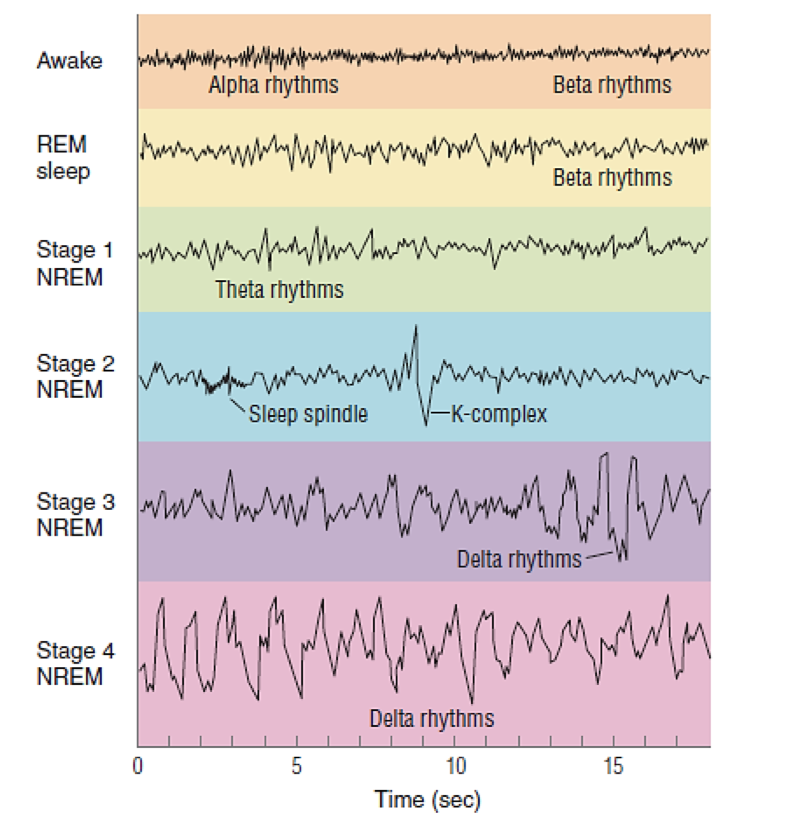 Awake
Alpha rhythms
Beta rhythms
REM
sleep
Beta rhythms
Stage 1
NREM
Theta rhythms
Stage 2
NREM
Sleep spindle
K-complex
Stage 3
NREM
Delta rhythms
Stage 4
NREM
Delta rhythms
0 5 10 15
Time (sec)